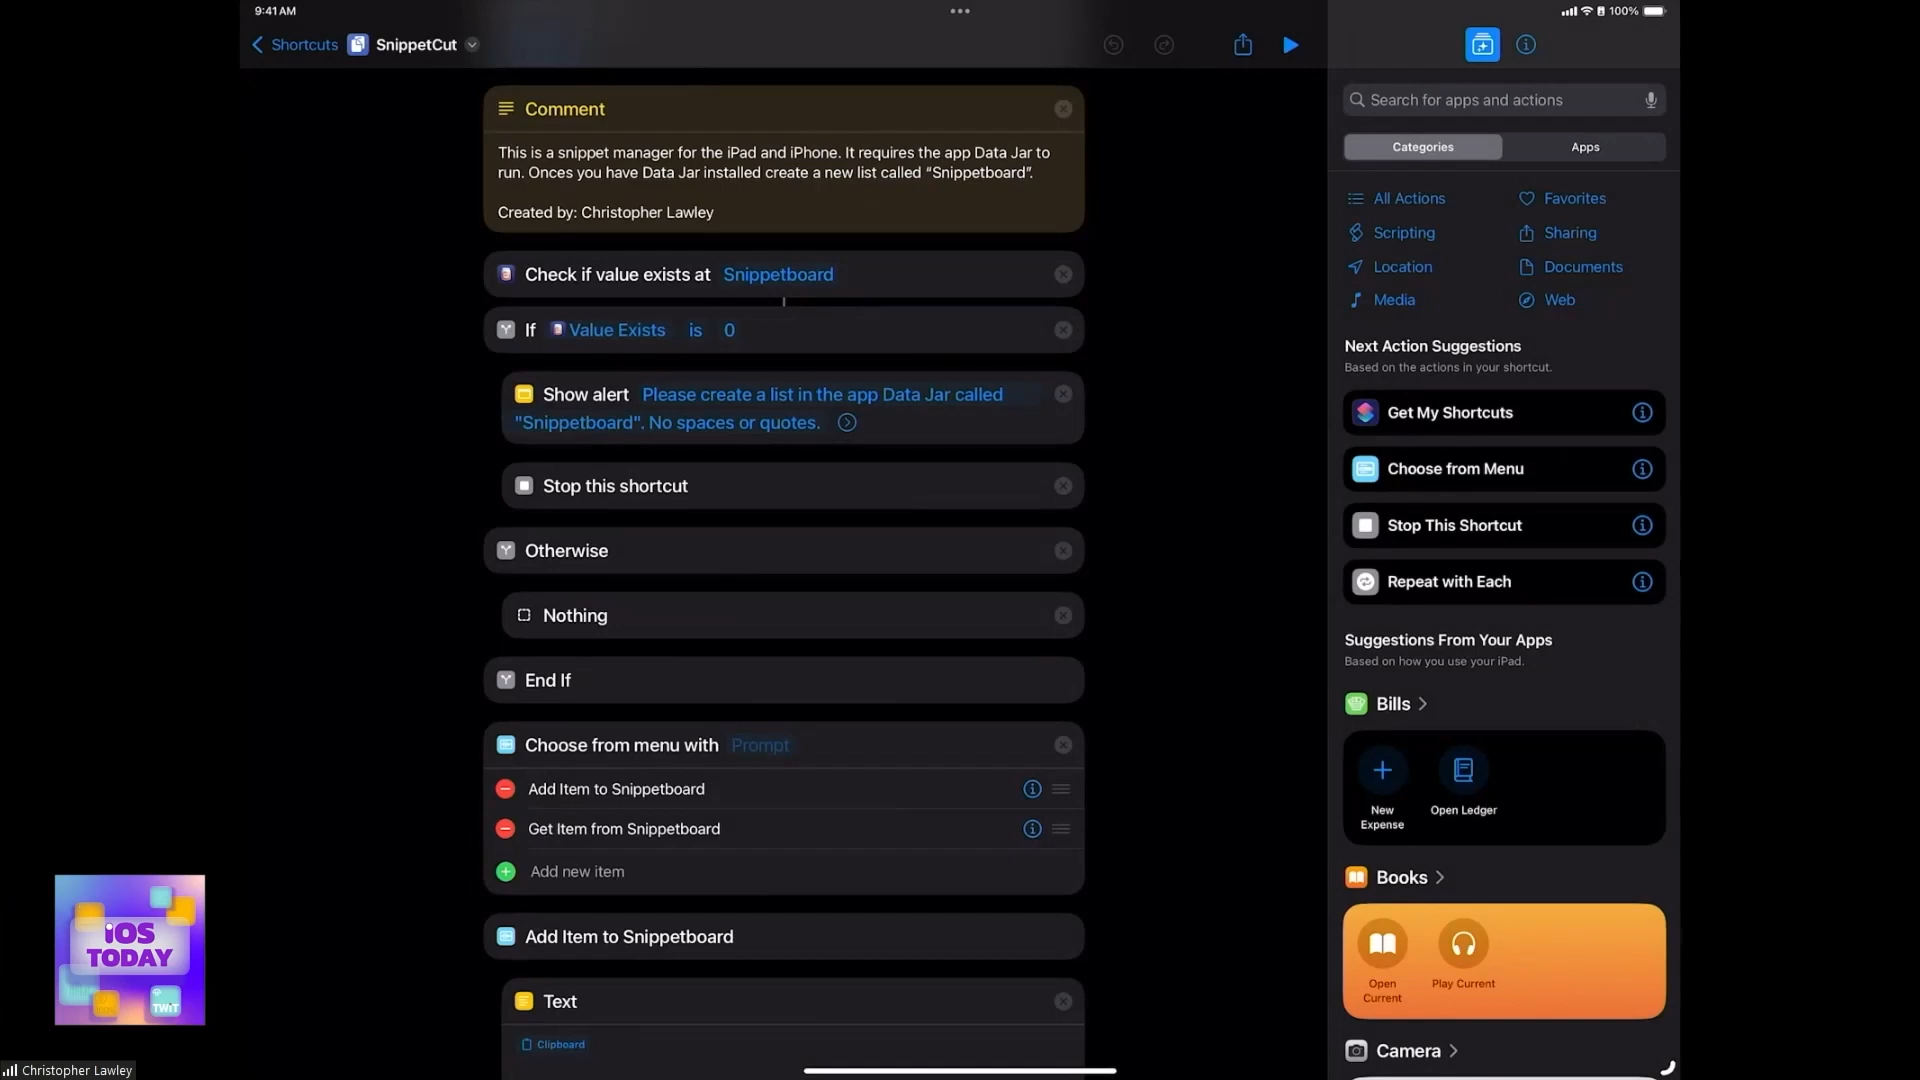 9:41 AM
100%
Shortcuts
SnippetCut
Comment
This is a snippet manager for the iPad and iPhone. It requires the app Data Jar to
run. Onces you have Data Jar installed create a new list called “Snippetboard”.
Created by: Christopher Lawley
Check if value exists at Snippetboard
If Value Exists is 0
Show alert Please create a list in the app Data Jar called
"Snippetboard". No spaces or quotes.
Stop this shortcut
Otherwise
Nothing
End If
Choose from menu with Prompt
Add Item to Snippetboard
Get Item from Snippetboard
Add new item
Add Item to Snippetboard
Text
Clipboard
Search for apps and actions
Categories
Apps
All Actions
Favorites
Scripting
Sharing
Location
Documents
Media
Web
Next Action Suggestions
Based on the actions in your shortcut.
Get My Shortcuts
Choose from Menu
Stop This Shortcut
Repeat with Each
Suggestions From Your Apps
Based on how you use your iPad.
Bills
New
Expense
Open Ledger
Books
Open
Current
Play Current
Camera
iOS
TODAY
TWiT
Christopher Lawley